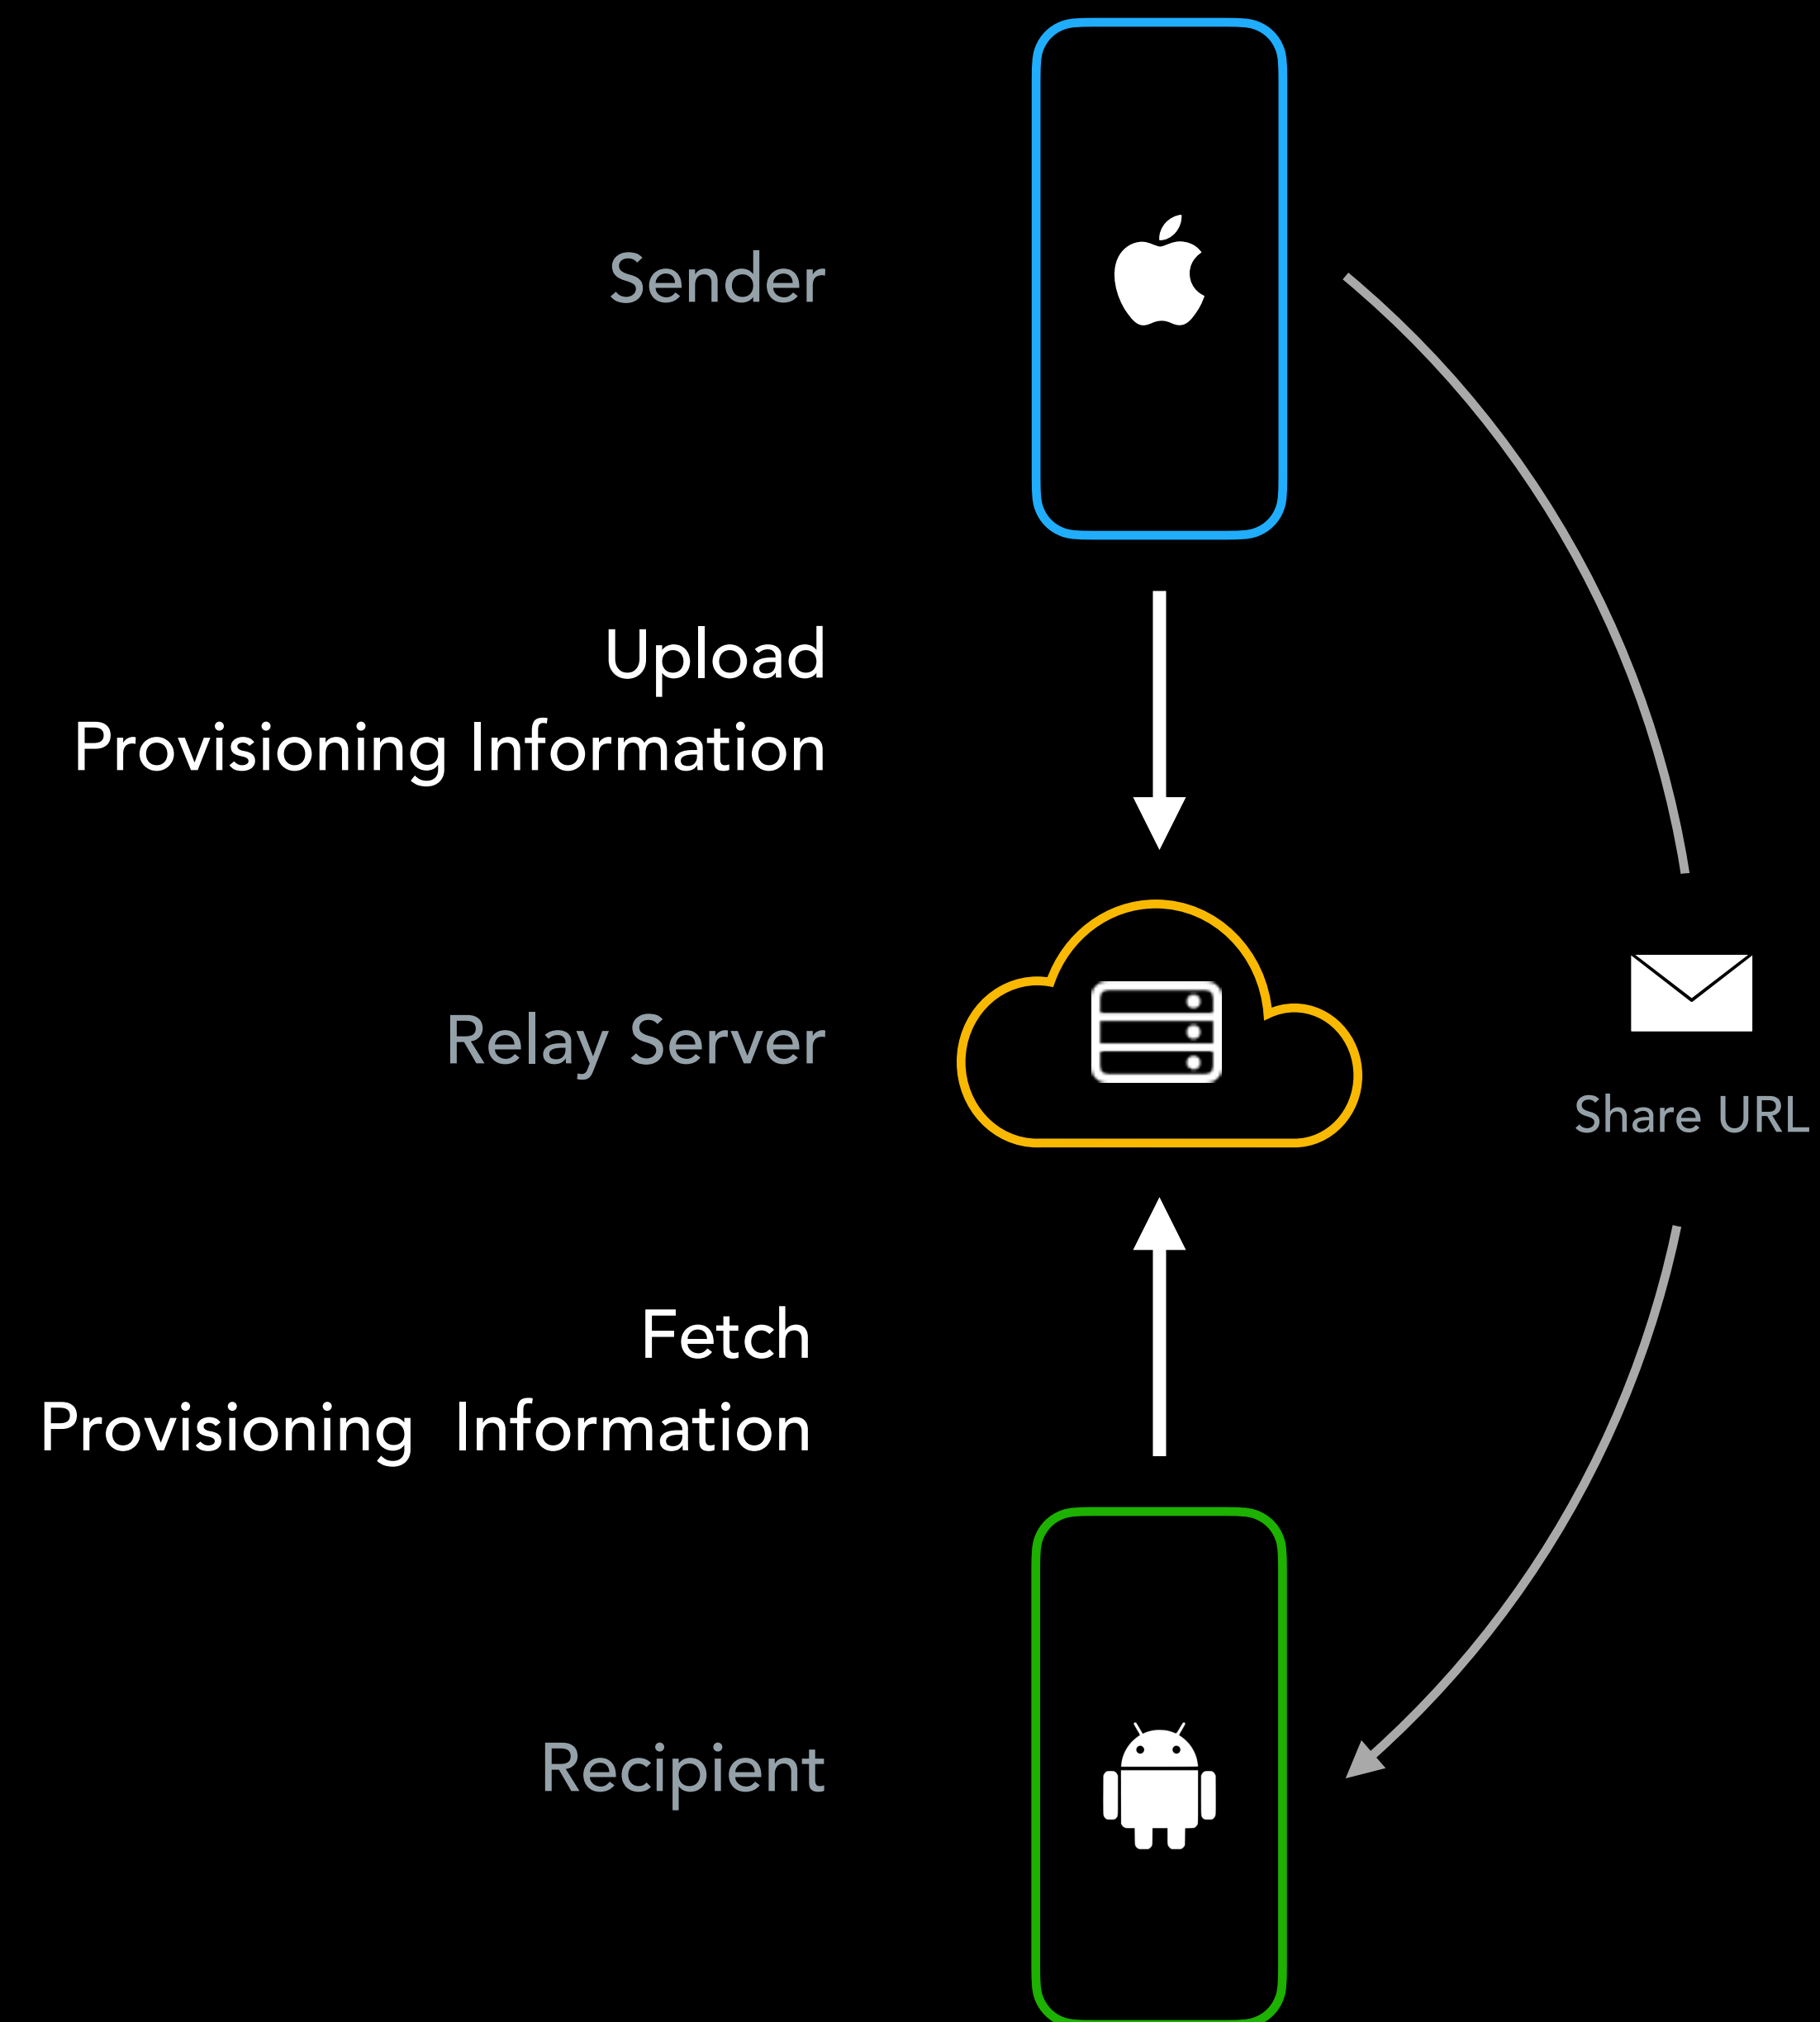 Sender
Upload
Provisioning Information
Relay Server
Share URL
Fetch
Provisioning  Information
Recipient